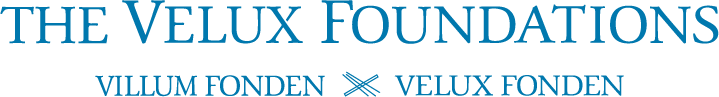 THE VELUX FOUNDATIONS
VILLUM FONDEN VELUX FONDEN